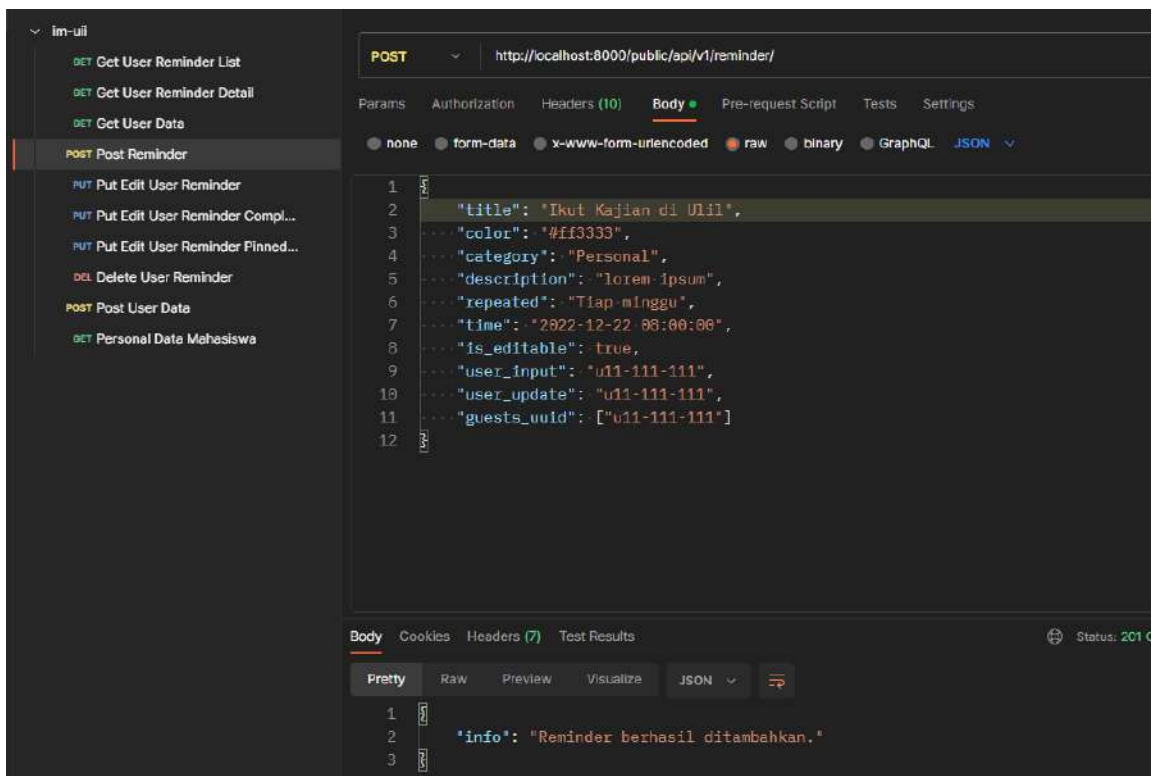 im-uii
GET Get User Reminder List
GET Get User Reminder Detail
GET Get User Data
POST Post Reminder
PUT Put Edit User Reminder
PUT Put Edit User Reminder Compl...
PUT Put Edit User Reminder Pinned...
DEL Delete User Reminder
POST Post User Data
GET Personal Data Mahasiswa
POST http://localhost:8000/public/api/v1/reminder/
Params Authorization Headers (10) Body Pre-request Script Tests Settings
none form-data x-www-form-urlencoded raw binary GraphQL JSON
1 {
2 "title": "Ikut Kajian di Ulil",
3 "color": "#ff3333",
4 "category": "Personal",
5 "description": "lorem ipsum",
6 "repeated": "Tiap minggu",
7 "time": "2022-12-22 08:00:00",
8 "is_editable": true,
9 "user_input": "u11-111-111",
10 "user_update": "u11-111-111",
11 "guests_uuid": ["u11-111-111"]
12 }
Body Cookies Headers (7) Test Results Status: 201 C
Pretty Raw Preview Visualize JSON
1 {
2 "info": "Reminder berhasil ditambahkan."
3 }